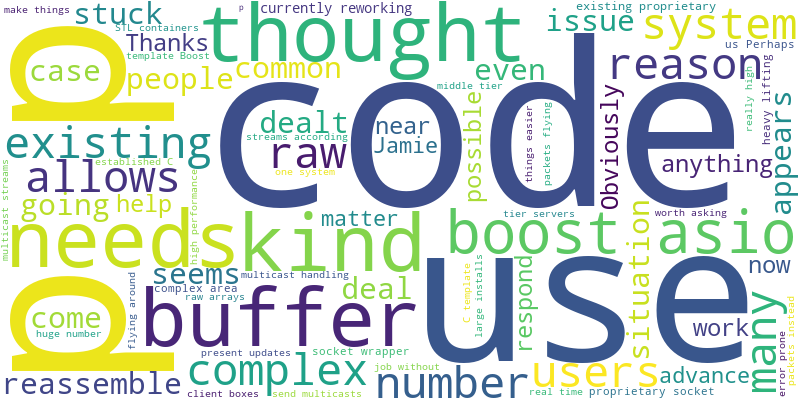 make things
stuck
STL containers
Thanks
template Boost
people
common
p
currently reworking
thought
even
middle tier
existing proprietary
issue
system
us Perhaps
reason
really high
heavy lifting
p p
case
code
dealt
raw
streams according
one system
near
Jamie
possible
things easier
packets flying
Obviously
anything
worth asking
appears
existing
established C
allows
going
help
high performance
multicast streams
matter
tier servers
needs
kind
boost asio
seems
multicast handling
complex area
raw arrays
deal
use
C template
large installs
respond
situation
now
many
work
come
huge number
flying around
buffer
present updates
socket wrapper
job without
reassemble
client boxes
complex
send multicasts
number
users
real time
proprietary socket
advance
error prone
packets instead